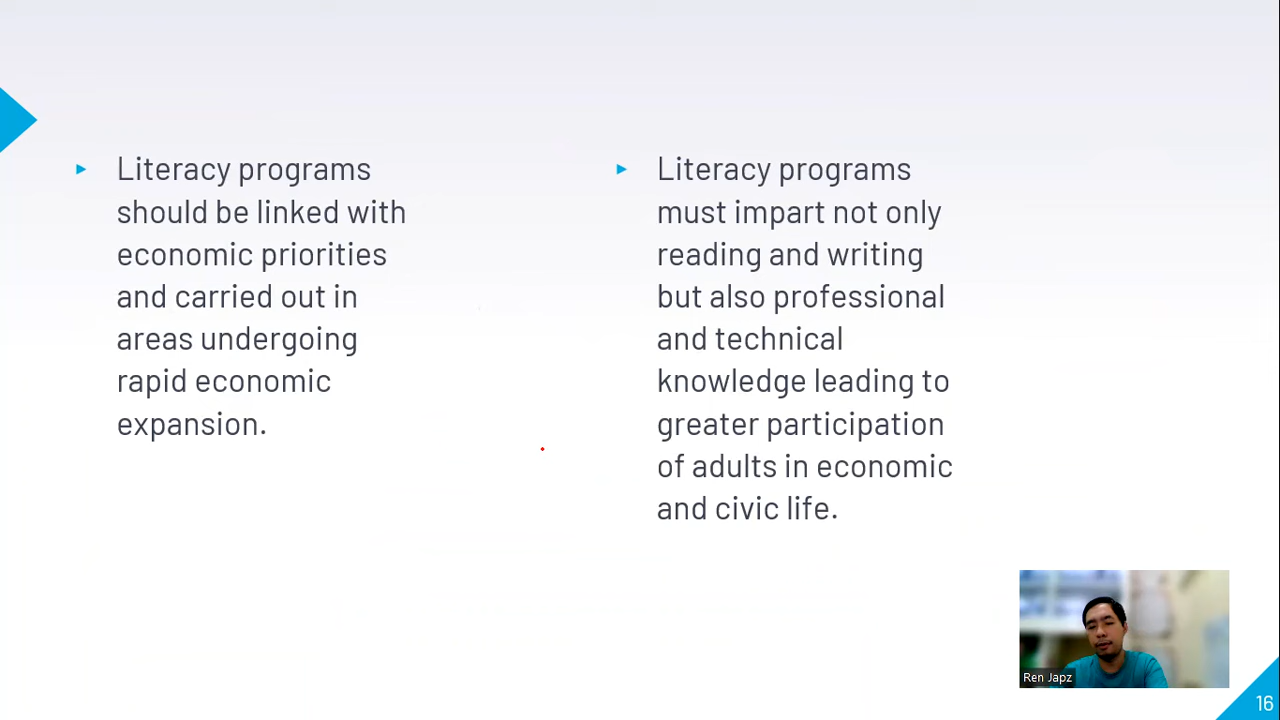 Literacy programs
should be linked with
economic priorities
and carried out in
areas undergoing
rapid economic
expansion.
Literacy programs
must impart not only
reading and writing
but also professional
and technical
knowledge leading to
greater participation
of adults in economic
and civic life.
Ren Japz
16